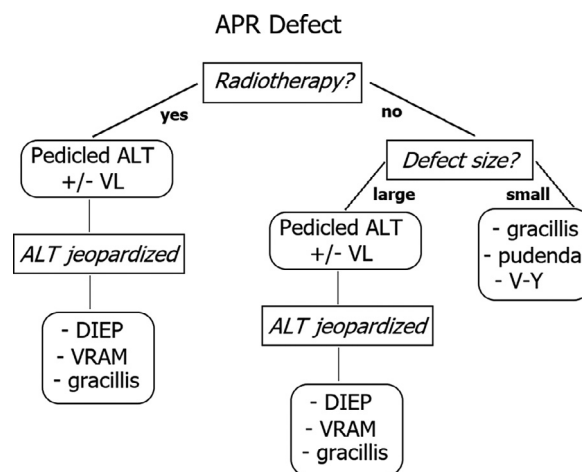 APR Defect
Radiotherapy?
yes
no
Pedicled ALT
+/- VL
ALT jeopardized
- DIEP
- VRAM
- gracillis
Defect size?
large
small
Pedicled ALT
+/- VL
ALT jeopardized
- DIEP
- VRAM
- gracillis
- gracillis
- pudenda
- V-Y